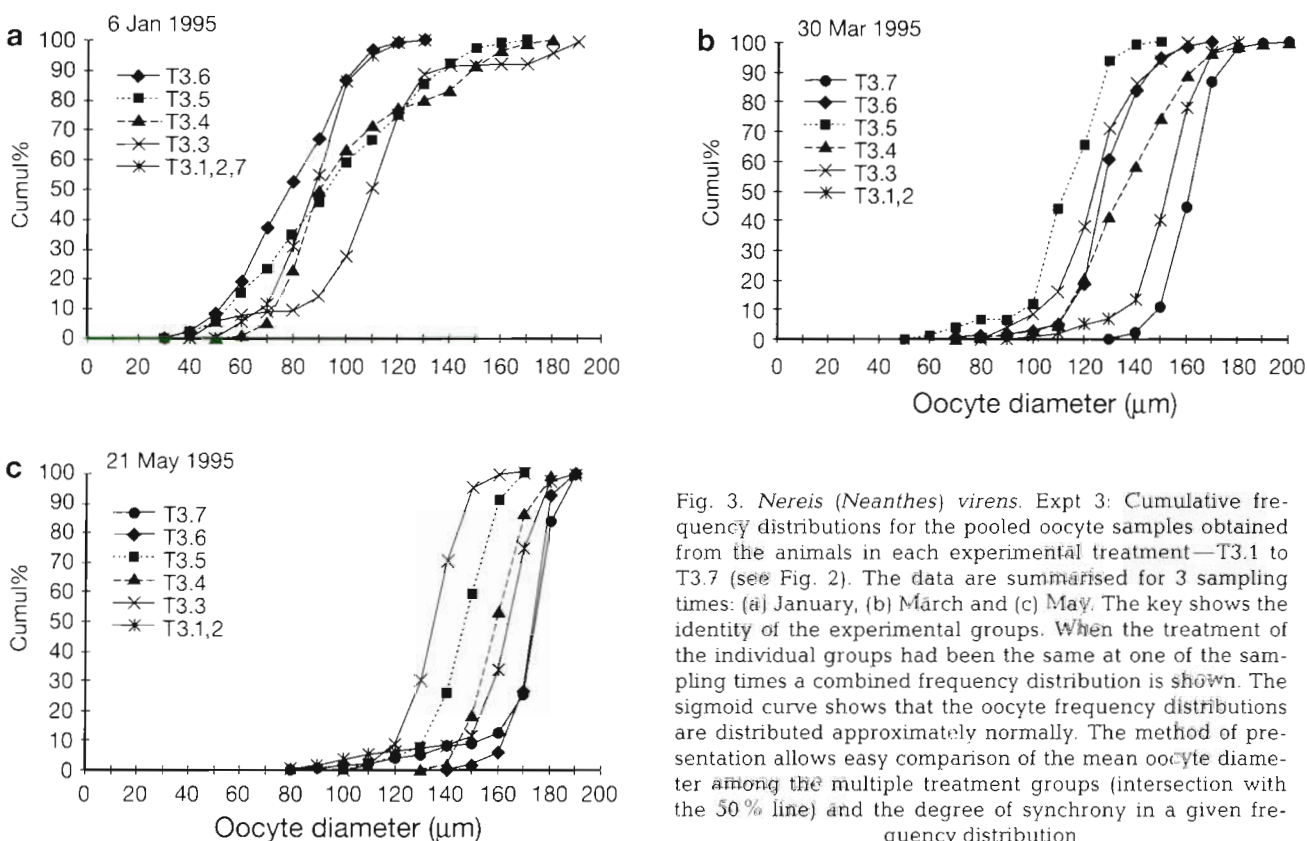 a 6 Jan 1995
100
90
80
70
60
50
40
30
20
10
0
Cumul%
T3.6
T3.5
T3.4
T3.3
T3.1,2,7
0 20 40 60 80 100 120 140 160 180 200
b 30 Mar 1995
100
90
80
70
60
50
40
30
20
10
0
Cumul%
T3.7
T3.6
T3.5
T3.4
T3.3
T3.1,2
0 20 40 60 80 100 120 140 160 180 200
Oocyte diameter (µm)
c 21 May 1995
100
90
80
70
60
50
40
30
20
10
0
Cumul%
T3.7
T3.6
T3.5
T3.4
T3.3
T3.1,2
0 20 40 60 80 100 120 140 160 180 200
Oocyte diameter (µm)
Fig. 3. Nereis (Neanthes) virens. Expt 3: Cumulative fre-
quency distributions for the pooled oocyte samples obtained
from the animals in each experimental treatment—T3.1 to
T3.7 (see Fig. 2). The data are summarised for 3 sampling
times: (a) January, (b) March and (c) May. The key shows the
identity of the experimental groups. When the treatment of
the individual groups had been the same at one of the sam-
pling times a combined frequency distribution is shown. The
sigmoid curve shows that the oocyte frequency distributions
are distributed approximately normally. The method of pre-
sentation allows easy comparison of the mean oocyte diame-
ter among the multiple treatment groups (intersection with
the 50 % line) and the degree of synchrony in a given fre-
quency distribution